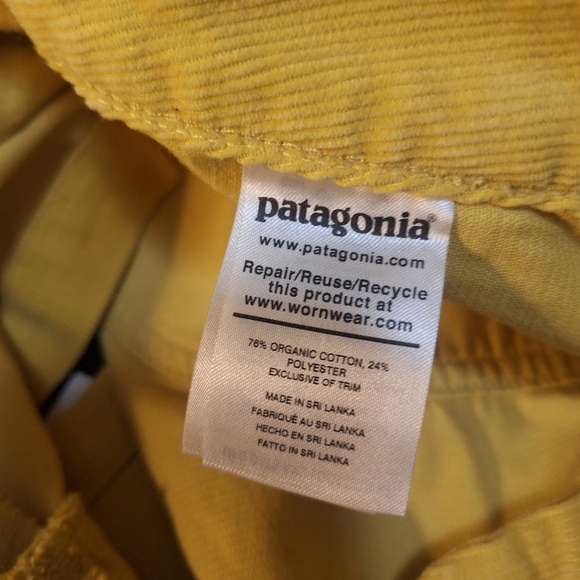 patagonia®
www.patagonia.com
Repair/Reuse/Recycle
this product at
www.wornwear.com
76% ORGANIC COTTON, 24%
POLYESTER
EXCLUSIVE OF TRIM
MADE IN SRI LANKA
FABRIQUÉ AU SRI LANKA
HECHO EN SRI LANKA
FATTO IN SRI LANKA